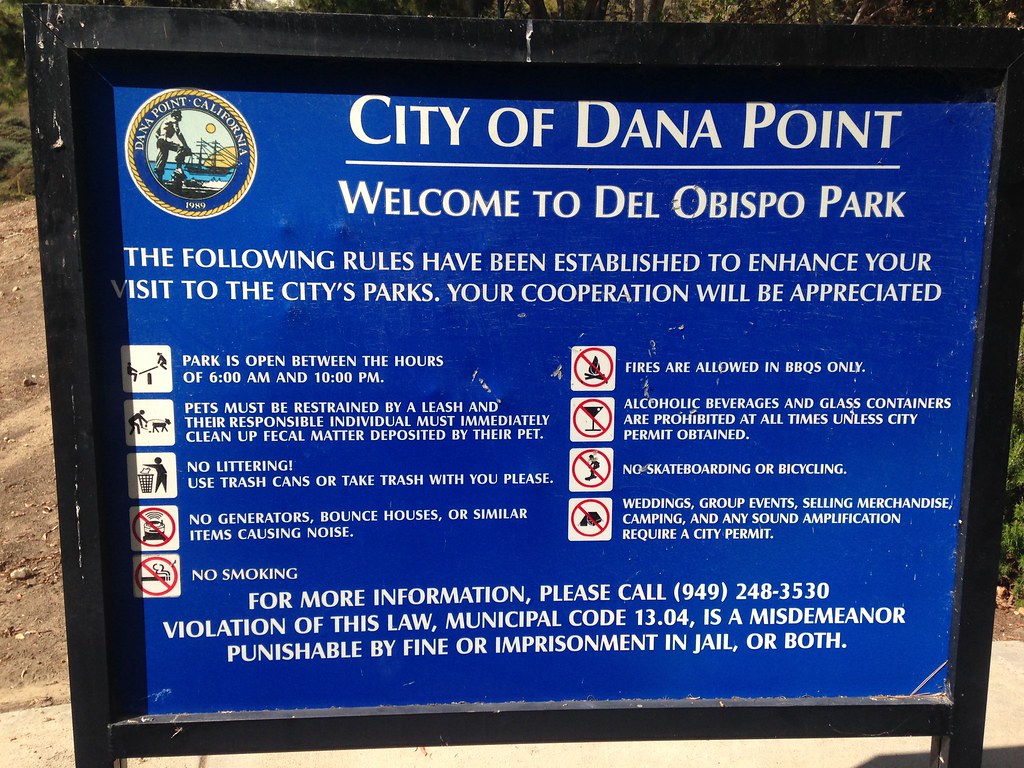 DANA POINT · CALIFORNIA
1989
CITY OF DANA POINT
WELCOME TO DEL OBISPO PARK
THE FOLLOWING RULES HAVE BEEN ESTABLISHED TO ENHANCE YOUR
VISIT TO THE CITY'S PARKS. YOUR COOPERATION WILL BE APPRECIATED
PARK IS OPEN BETWEEN THE HOURS
OF 6:00 AM AND 10:00 PM.
PETS MUST BE RESTRAINED BY A LEASH AND
THEIR RESPONSIBLE INDIVIDUAL MUST IMMEDIATELY
CLEAN UP FECAL MATTER DEPOSITED BY THEIR PET.
NO LITTERING!
USE TRASH CANS OR TAKE TRASH WITH YOU PLEASE.
NO GENERATORS, BOUNCE HOUSES, OR SIMILAR
ITEMS CAUSING NOISE.
NO SMOKING
FIRES ARE ALLOWED IN BBQS ONLY.
ALCOHOLIC BEVERAGES AND GLASS CONTAINERS
ARE PROHIBITED AT ALL TIMES UNLESS CITY
PERMIT OBTAINED.
NO SKATEBOARDING OR BICYCLING.
WEDDINGS, GROUP EVENTS, SELLING MERCHANDISE,
CAMPING, AND ANY SOUND AMPLIFICATION
REQUIRE A CITY PERMIT.
FOR MORE INFORMATION, PLEASE CALL (949) 248-3530
VIOLATION OF THIS LAW, MUNICIPAL CODE 13.04, IS A MISDEMEANOR
PUNISHABLE BY FINE OR IMPRISONMENT IN JAIL, OR BOTH.